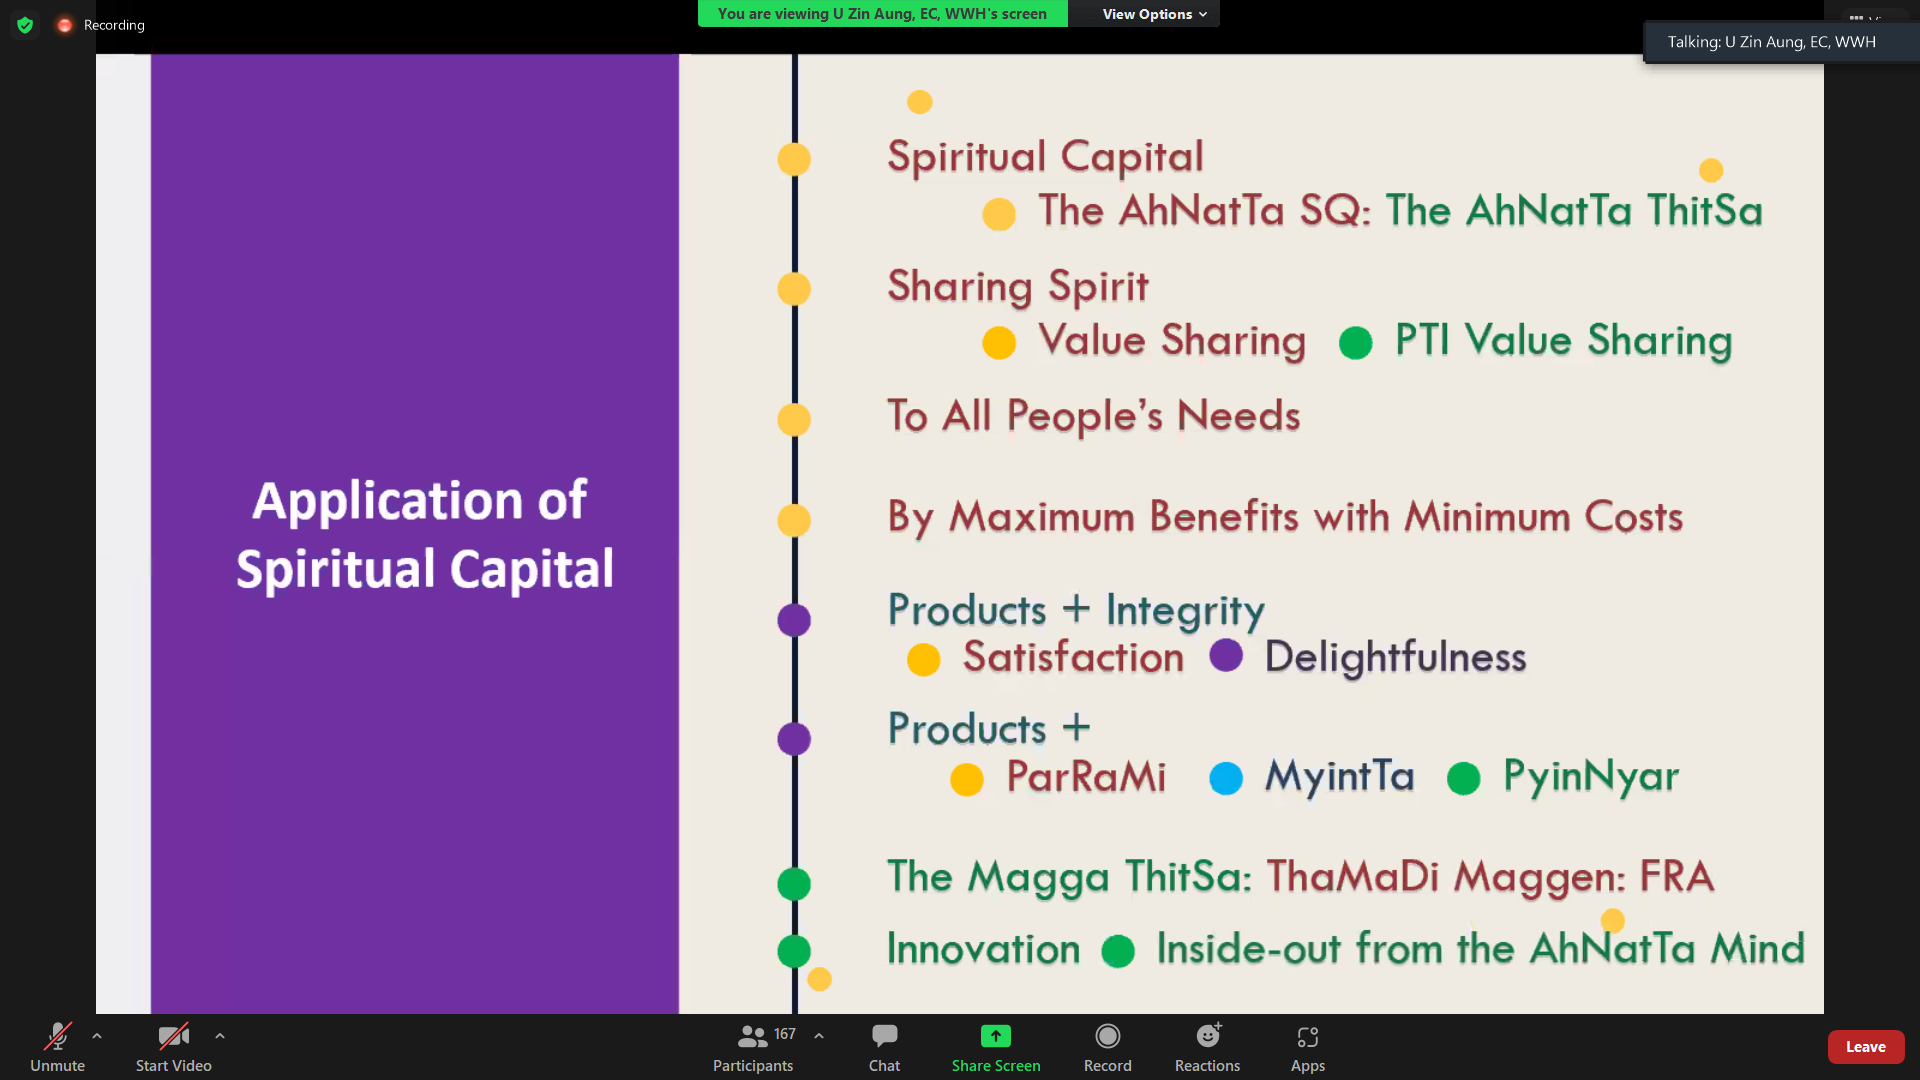 Recording
You are viewing U Zin Aung, EC, WWH's screen
View Options
Talking: U Zin Aung, EC, WWH
Application of
Spiritual Capital
Spiritual Capital
The AhNatTa SQ: The AhNatTa ThitSa
Sharing Spirit
Value Sharing PTI Value Sharing
To All People's Needs
By Maximum Benefits with Minimum Costs
Products + Integrity
Satisfaction Delightfulness
Products +
ParRaMi MyintTa PyinNyar
The Magga ThitSa: ThaMaDi Maggen: FRA
Innovation Inside-out from the AhNatTa Mind
Unmute
Start Video
167
Participants
Chat
Share Screen
Record
Reactions
Apps
Leave